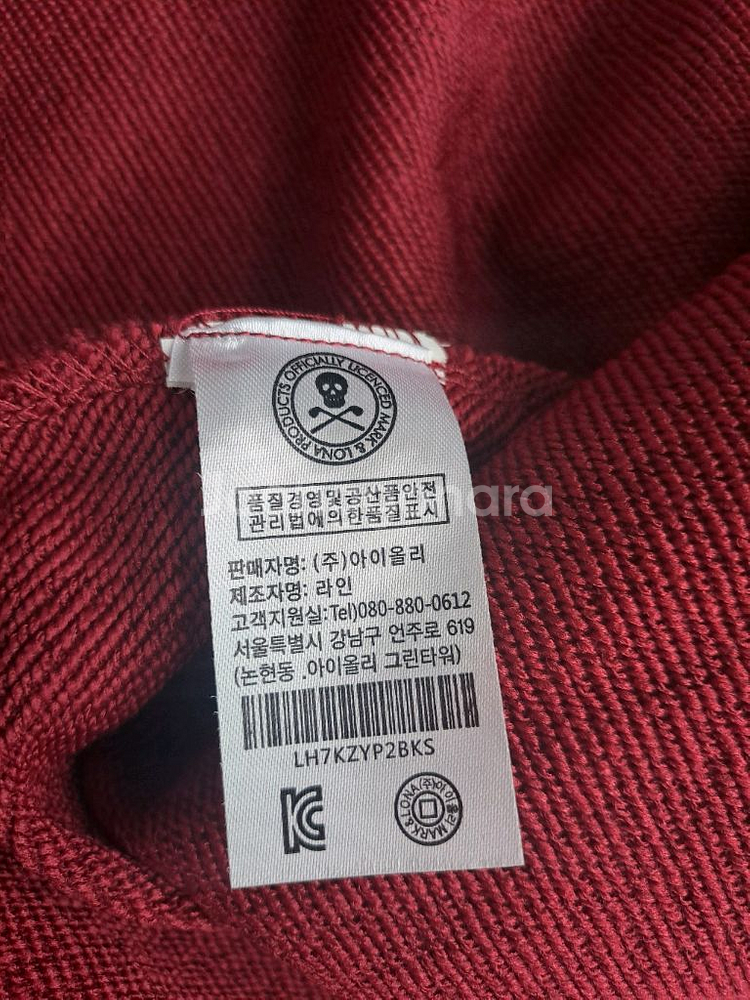 OFFICIALLY LICENCED MARK & LONA PRODUCTS
품질경영및공산품안전
관리법에의한품질표시
판매자명: (주)아이올리
제조자명: 라인
고객지원실:Tel)080-880-0612
서울특별시 강남구 언주로 619
(논현동 .아이올리 그린타워)
LH7KZYP2BKS
(주)아이올리 MARK & LONA